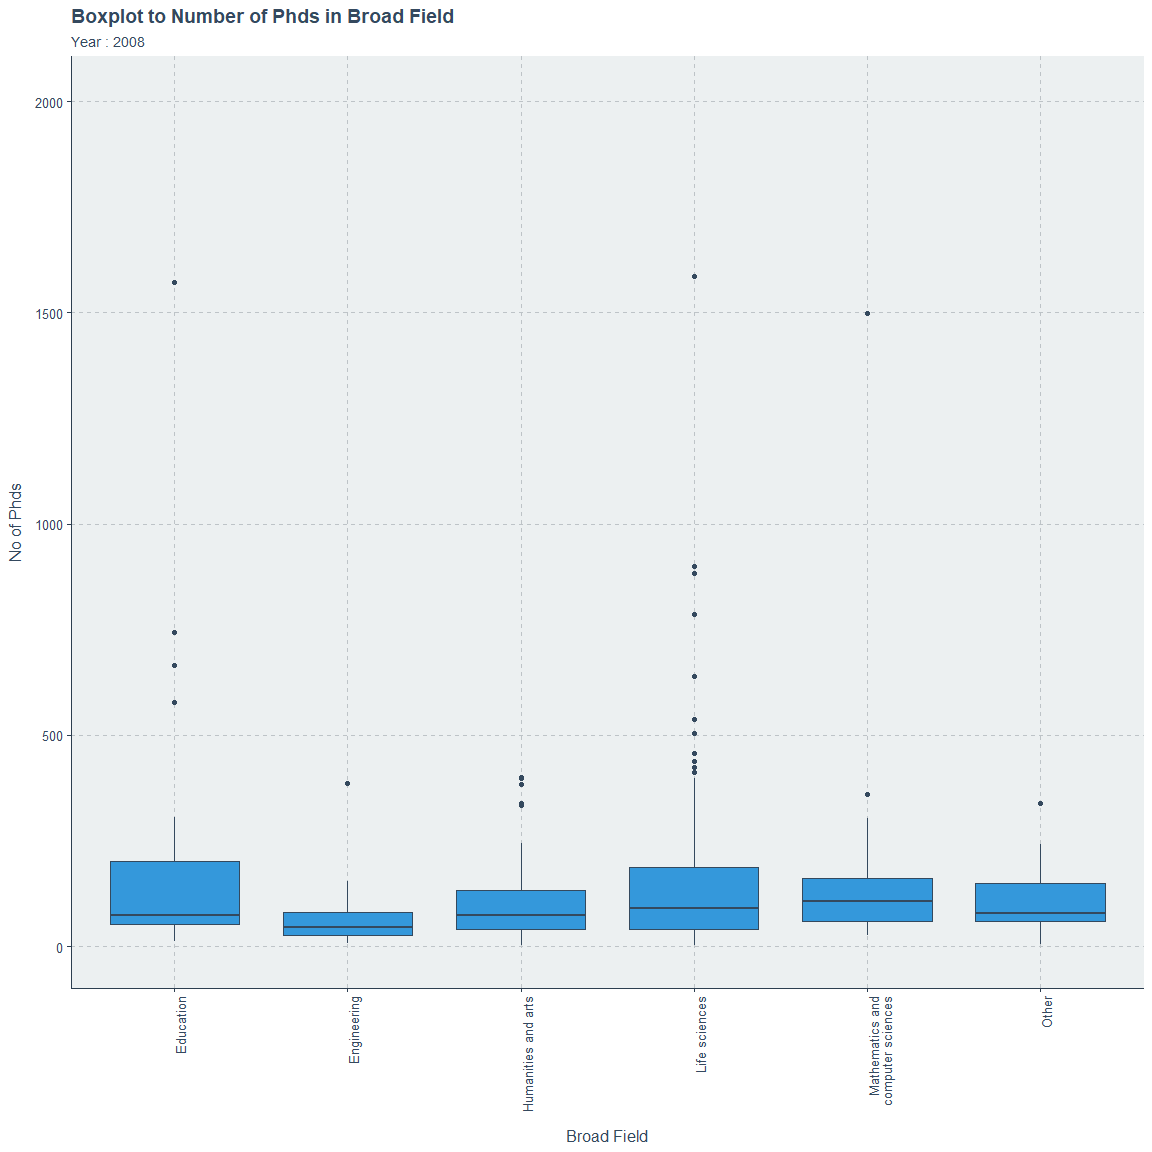 Boxplot to Number of Phds in Broad Field
Year : 2008
No of Phds
2000
1500
1000
500
0
Education
Engineering
Humanities and arts
Life sciences
Mathematics and
computer sciences
Other
Broad Field